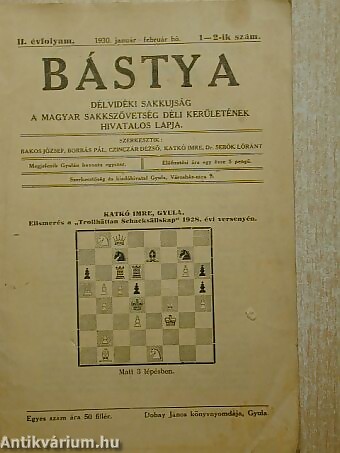 II. évfolyam. 1930. január–február hó. 1—2-ik szám.
BÁSTYA
DÉLVIDÉKI SAKKUJSÁG
A MAGYAR SAKKSZÖVETSÉG DÉLI KERÜLETÉNEK
HIVATALOS LAPJA.
SZERKESZTIK:
BAKOS JÓZSEF, BORBÁS PÁL, CZINCZÁR DEZSŐ, KATKÓ IMRE, Dr. SEBŐK LÓRÁNT
Megjelenik Gyulán havonta egyszer. Előfizetési ára egy évre 5 pengő.
Szerkesztőség és kiadóhivatal Gyula, Városház-utca 9.
KATKÓ IMRE, GYULA.
Elismerés a „Trollhättan Schacksällskap" 1928. évi versenyén.
Matt 3 lépésben.
Egyes szám ára 50 fillér. Dobay János könyvnyomdája, Gyula
Antikvárium.hu